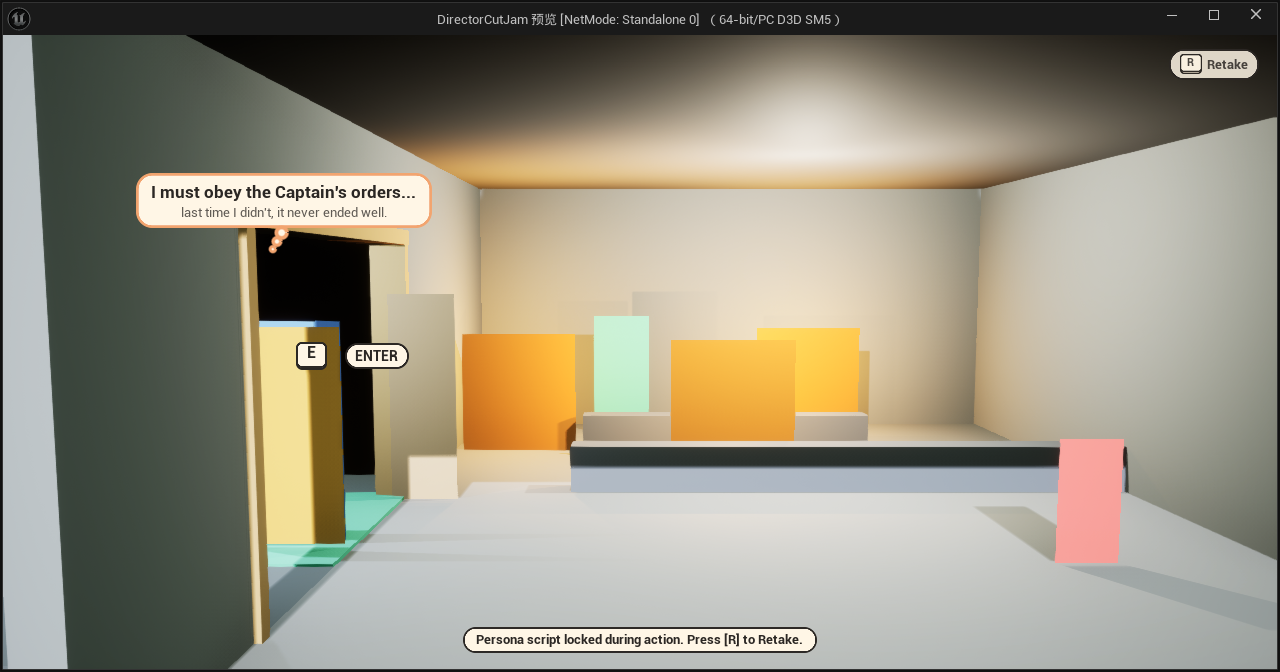 DirectorCutJam 预览 [NetMode: Standalone 0] ( 64-bit/PC D3D SM5 )
R Retake
I must obey the Captain's orders...
last time I didn't, it never ended well.
E ENTER
Persona script locked during action. Press [R] to Retake.